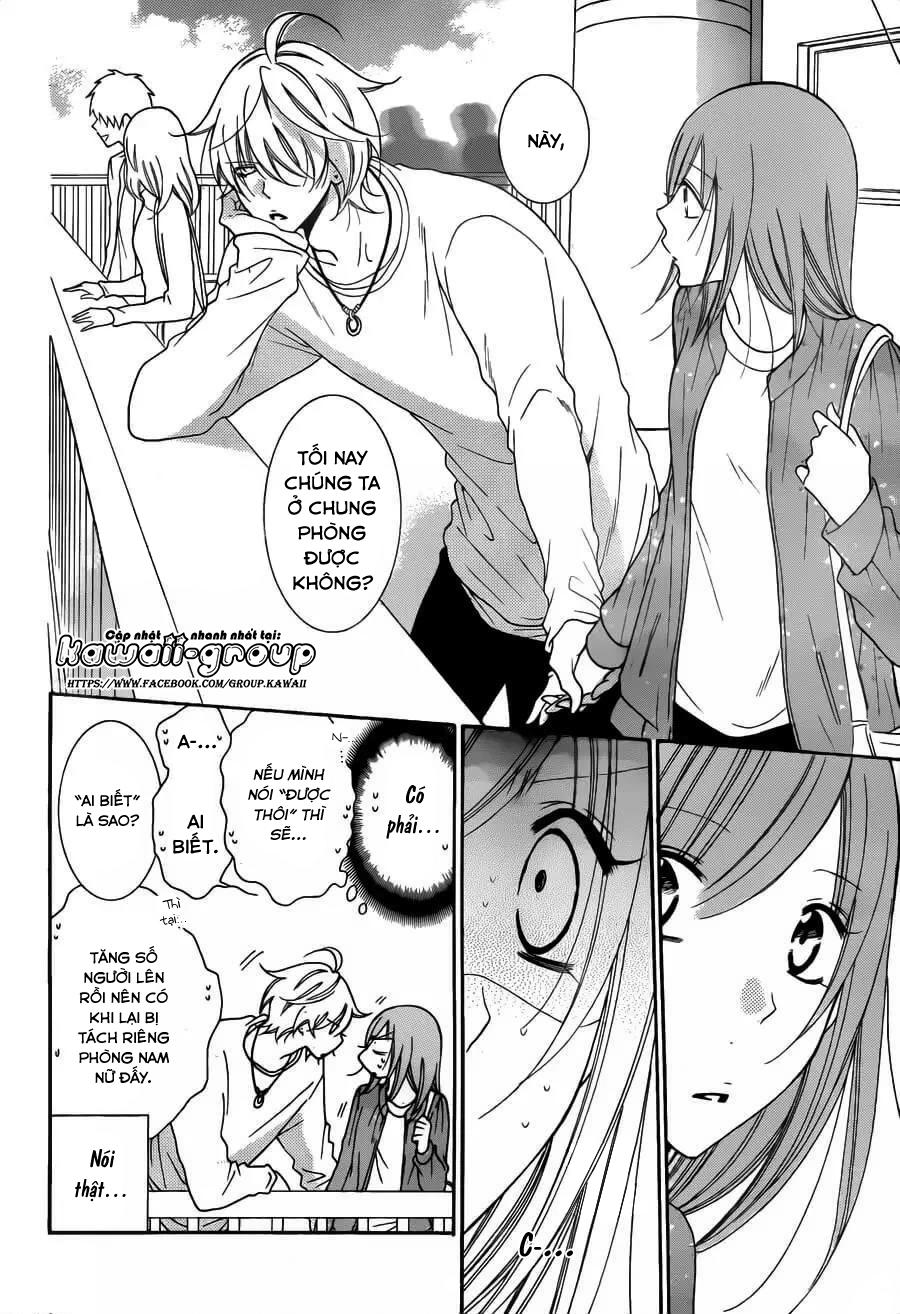 NÀY,
TỐI NAY
CHÚNG TA
Ở CHUNG
PHÒNG
ĐƯỢC
KHÔNG?
Cập nhật nhanh nhất tại:
kawaii-group
HTTPS://WWW.FACEBOOK.COM/GROUP.KAWAII
C-...
Có
phải...
N-...
NẾU MÌNH
NÓI "ĐƯỢC
THÔI" THÌ
SẼ...
A-...
AI
BIẾT.
"AI BIẾT"
LÀ SAO?
Thì
tại...
TĂNG SỐ
NGƯỜI LÊN
RỒI NÊN CÓ
KHI LẠI BỊ
TÁCH RIÊNG
PHÒNG NAM
NỮ ĐẤY.
Nói
thật...